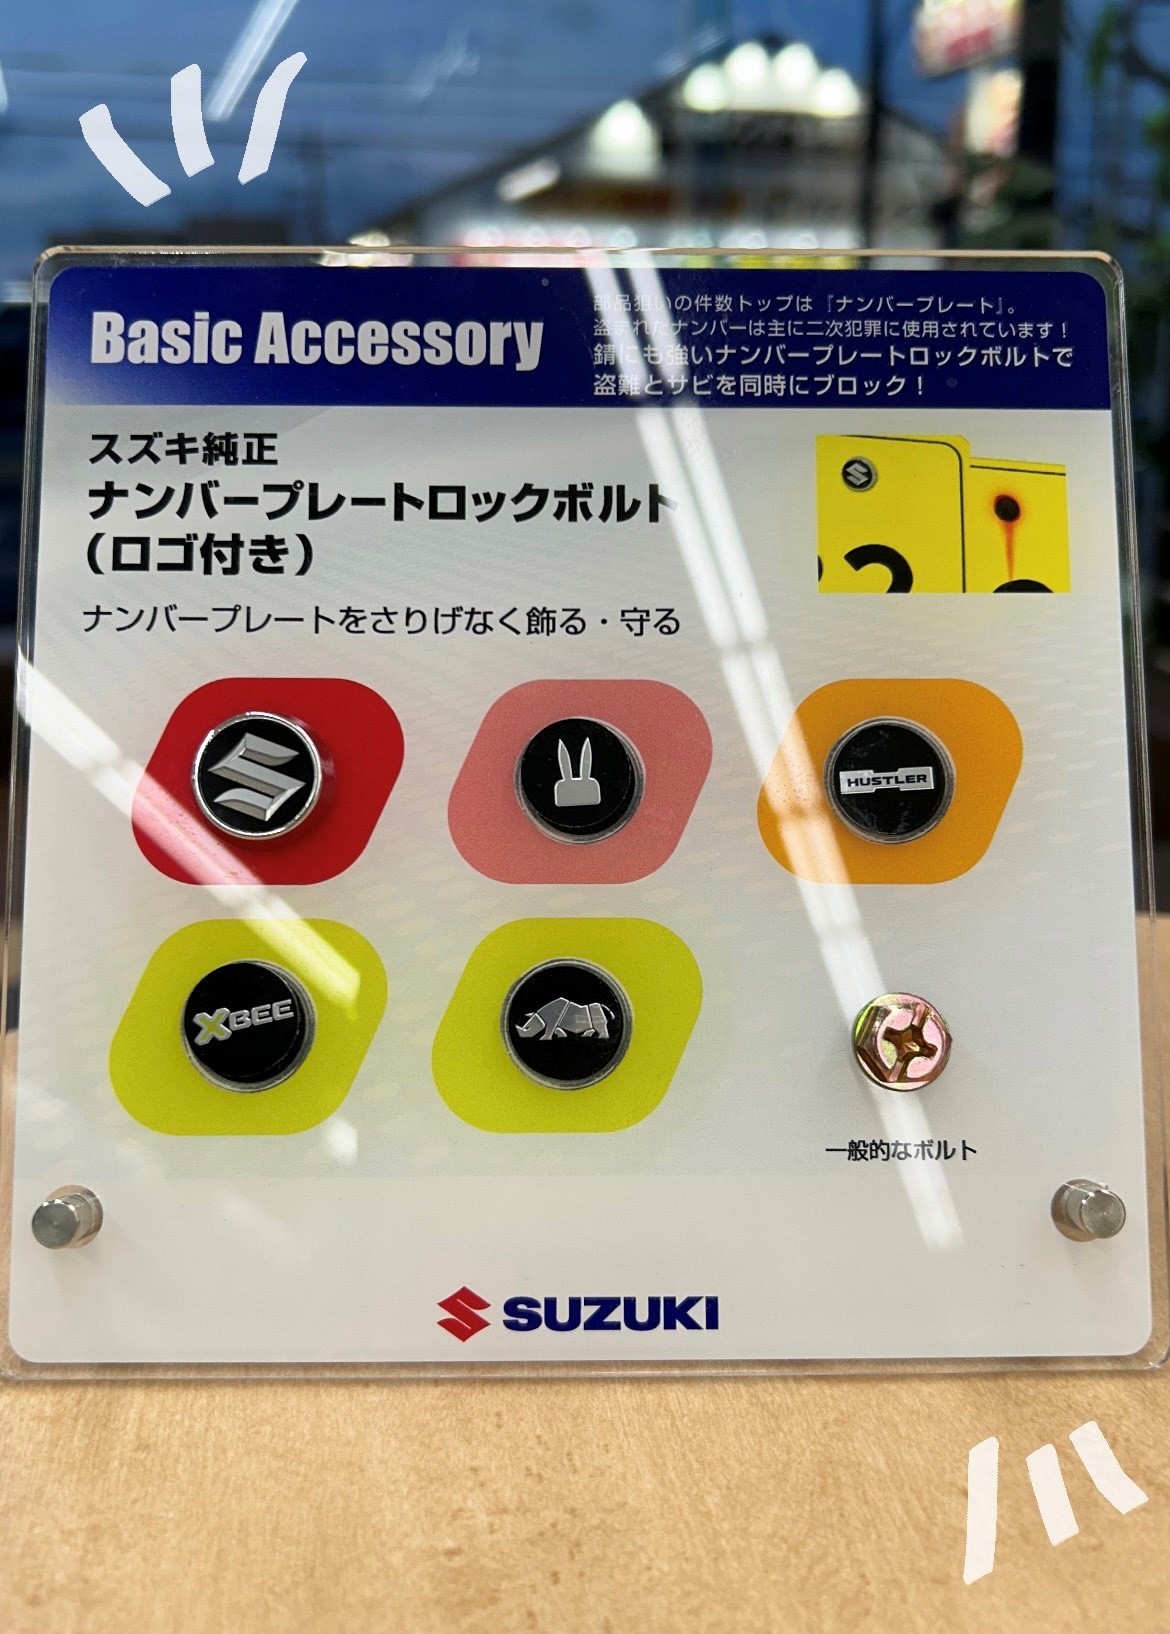 Basic Accessory
部品狙いの件数トップは『ナンバープレート』。
盗まれたナンバーは主に二次犯罪に使用されています！
錆にも強いナンバープレートロックボルトで
盗難とサビを同時にブロック！
スズキ純正
ナンバープレートロックボルト
（ロゴ付き）
ナンバープレートをさりげなく飾る・守る
HUSTLER
XBEE
一般的なボルト
SUZUKI